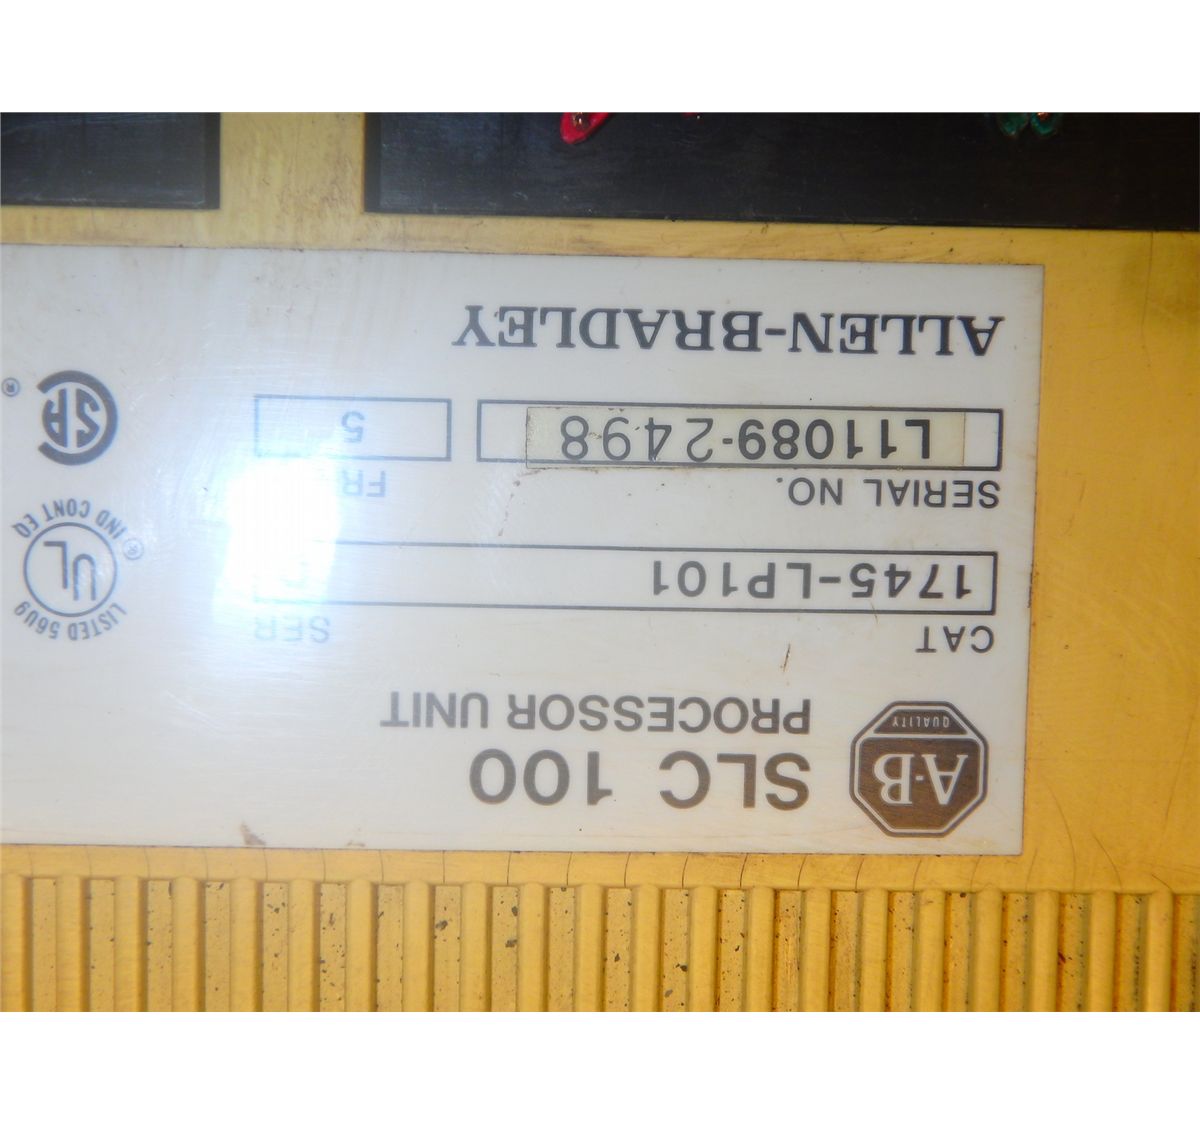 A-B
QUALITY
SLC 100
PROCESSOR UNIT
CAT SER
1745-LP101
SERIAL NO. FR
L11089-2498 5
ALLEN-BRADLEY
LISTED 56U9
UL
® IND CONT EQ
SA ®